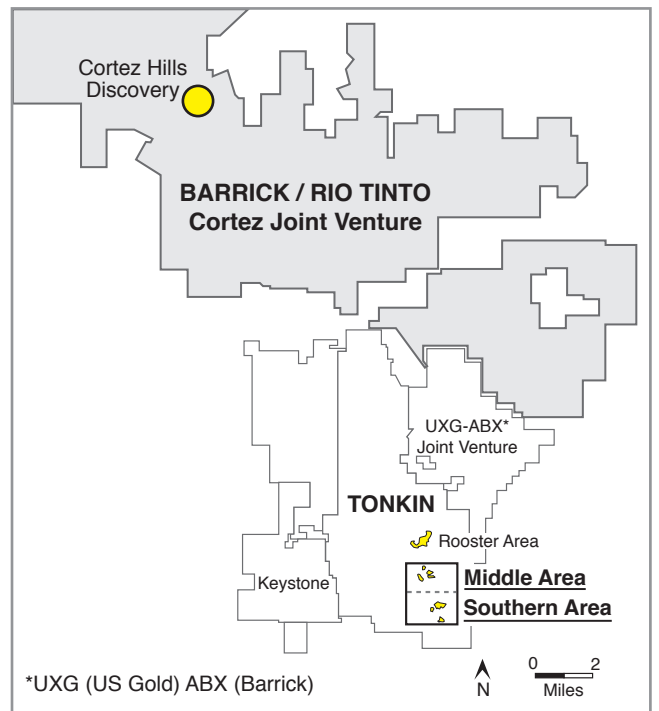 Cortez Hills
Discovery
BARRICK / RIO TINTO
Cortez Joint Venture
UXG-ABX*
Joint Venture
TONKIN
Rooster Area
Keystone
Middle Area
Southern Area
*UXG (US Gold) ABX (Barrick)
N
0 2
Miles